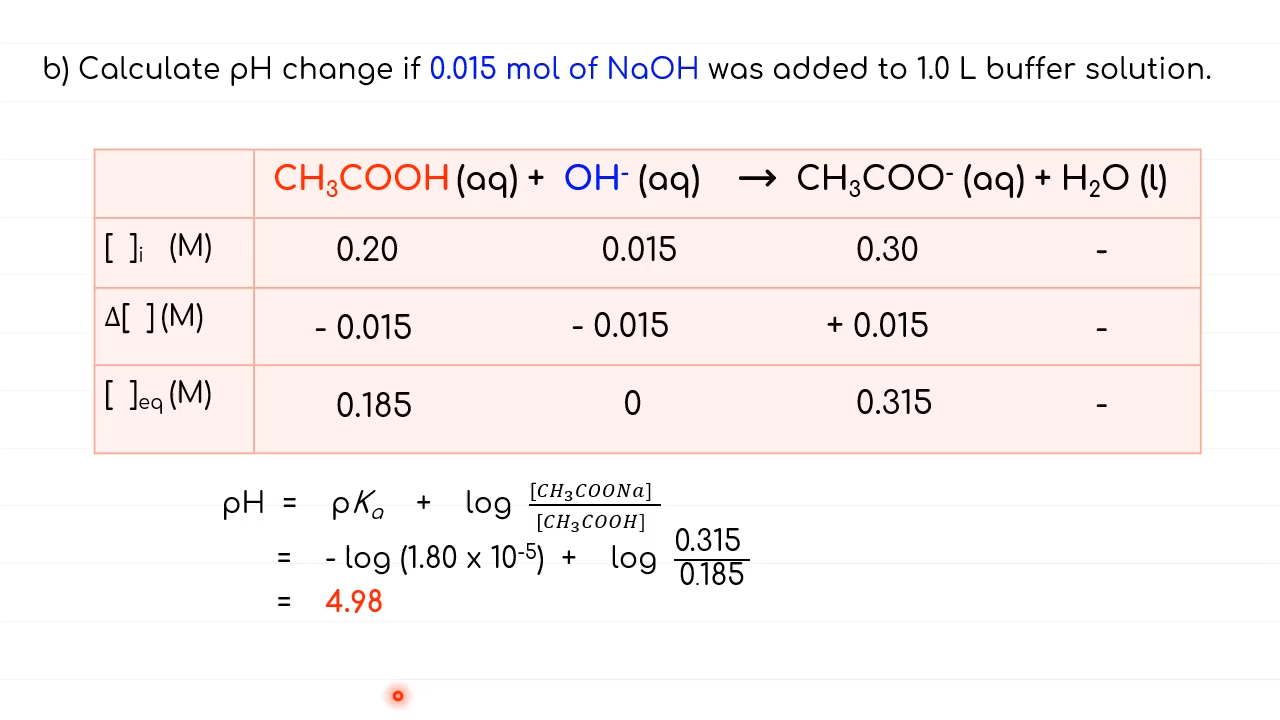 b) Calculate pH change if 0.015 mol of NaOH was added to 1.0 L buffer solution.
CH₃COOH (aq) + OH⁻ (aq) → CH₃COO⁻ (aq) + H₂O (l)
[ ]ᵢ (M) 0.20 0.015 0.30 -
Δ[ ] (M) - 0.015 - 0.015 + 0.015 -
[ ]eq (M) 0.185 0 0.315 -
pH = pKₐ + log [CH₃COONa] / [CH₃COOH]
= - log (1.80 x 10⁻⁵) + log 0.315 / 0.185
= 4.98